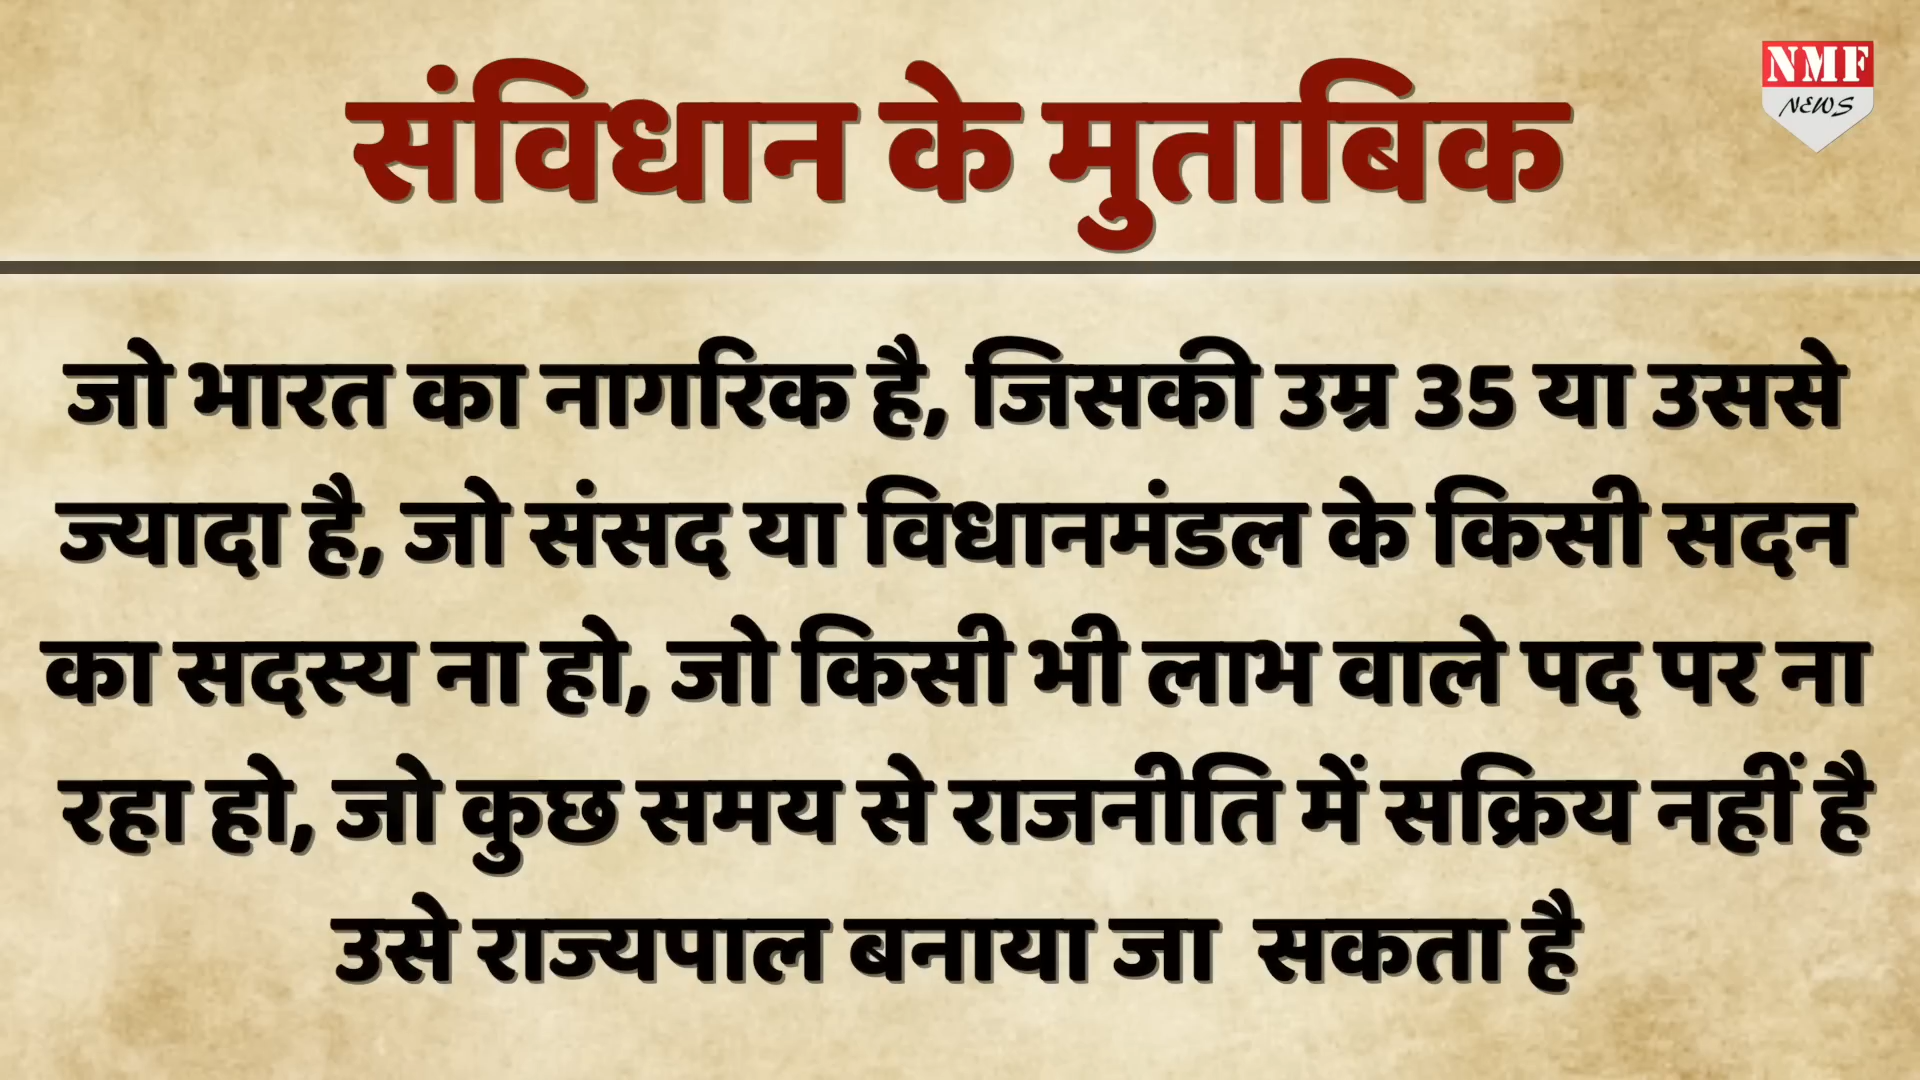 संविधान के मुताबिक
NMF
NEWS
जो भारत का नागरिक है, जिसकी उम्र 35 या उससे
ज्यादा है, जो संसद या विधानमंडल के किसी सदन
का सदस्य ना हो, जो किसी भी लाभ वाले पद पर ना
रहा हो, जो कुछ समय से राजनीति में सक्रिय नहीं है
उसे राज्यपाल बनाया जा सकता है